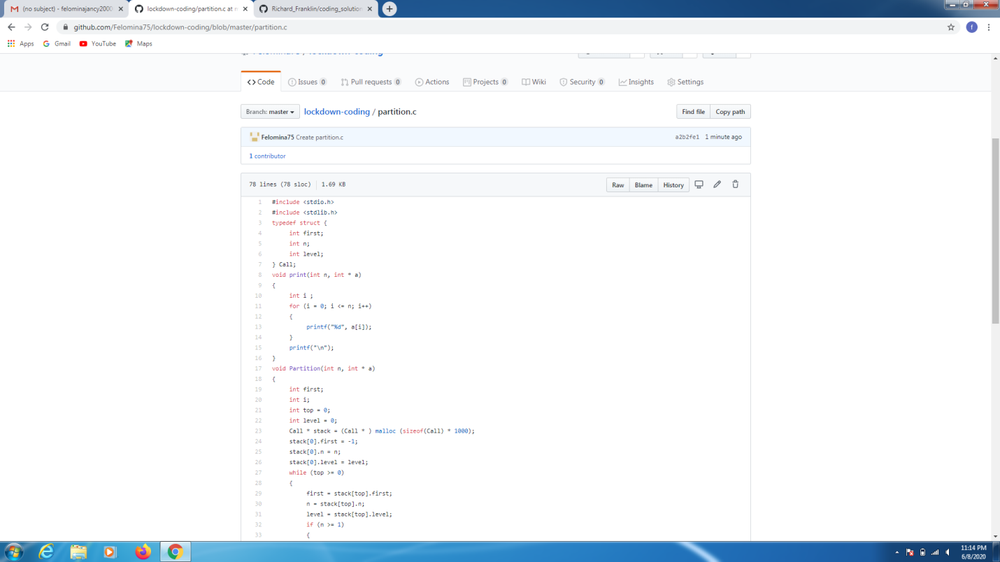 (no subject) - felominajancy2000
lockdown-coding/partition.c at m
Richard_Franklin/coding_solution
github.com/Felomina75/lockdown-coding/blob/master/partition.c
f
Apps Gmail YouTube Maps
Code Issues 0 Pull requests 0 Actions Projects 0 Wiki Security 0 Insights Settings
Branch: master lockdown-coding / partition.c Find file Copy path
Felomina75 Create partition.c a2b2fe1 1 minute ago
1 contributor
78 lines (78 sloc) 1.69 KB Raw Blame History
1 #include <stdio.h>
2 #include <stdlib.h>
3 typedef struct {
4 int first;
5 int n;
6 int level;
7 } Call;
8 void print(int n, int * a)
9 {
10 int i ;
11 for (i = 0; i <= n; i++)
12 {
13 printf("%d", a[i]);
14 }
15 printf("\n");
16 }
17 void Partition(int n, int * a)
18 {
19 int first;
20 int i;
21 int top = 0;
22 int level = 0;
23 Call * stack = (Call * ) malloc (sizeof(Call) * 1000);
24 stack[0].first = -1;
25 stack[0].n = n;
26 stack[0].level = level;
27 while (top >= 0)
28 {
29 first = stack[top].first;
30 n = stack[top].n;
31 level = stack[top].level;
32 if (n >= 1)
33 {
11:14 PM
6/8/2020